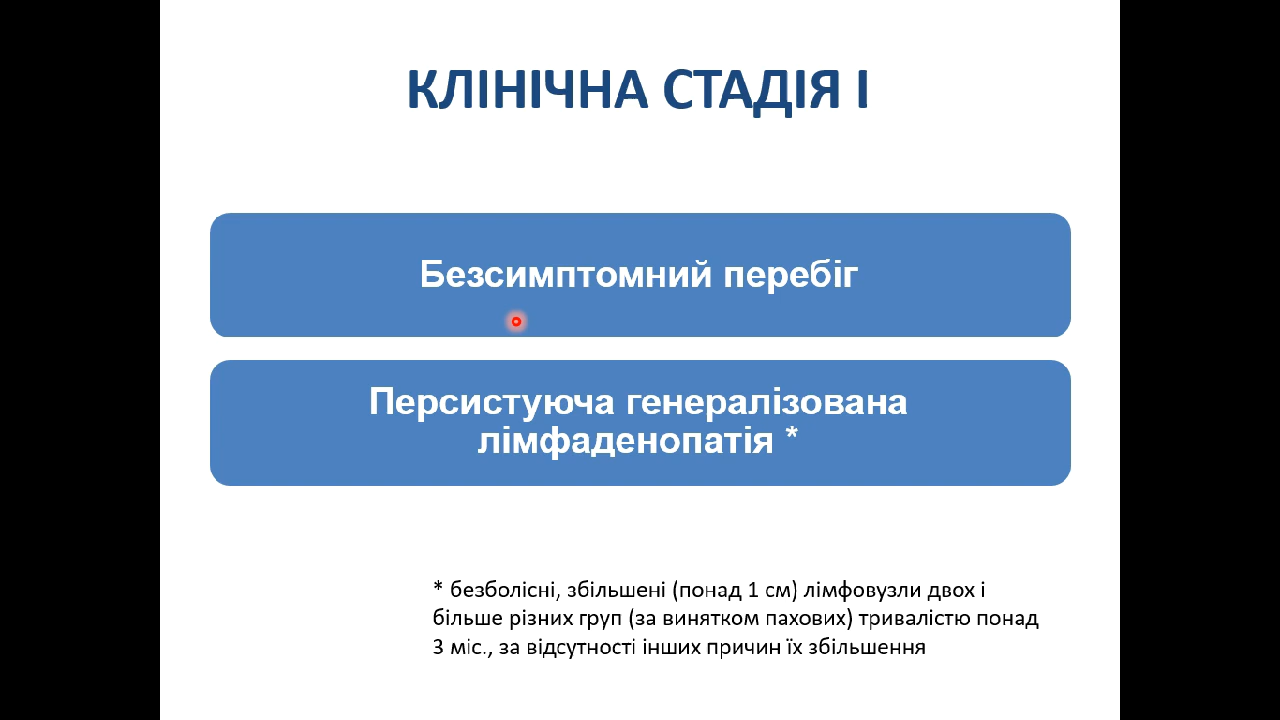 КЛІНІЧНА СТАДІЯ І
Безсимптомний перебіг
Персистуюча генералізована
лімфаденопатія *
* безболісні, збільшені (понад 1 см) лімфовузли двох і
більше різних груп (за винятком пахових) тривалістю понад
3 міс., за відсутності інших причин їх збільшення